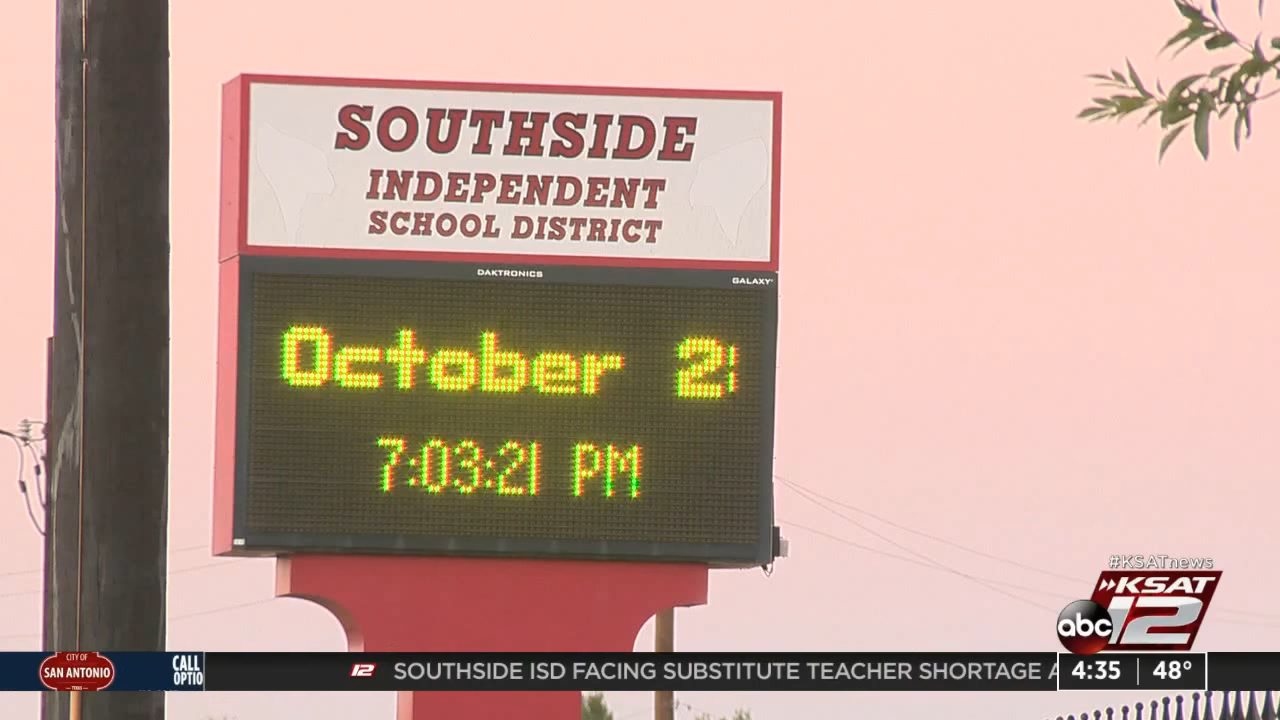 SOUTHSIDE
INDEPENDENT
SCHOOL DISTRICT
DAKTRONICS
GALAXY
October 2
7:03:21 PM
#KSATnews
KSAT
abc 12
CITY OF
SAN ANTONIO
TEXAS
CALL
12 SOUTHSIDE ISD FACING SUBSTITUTE TEACHER SHORTAGE 4:35 48°